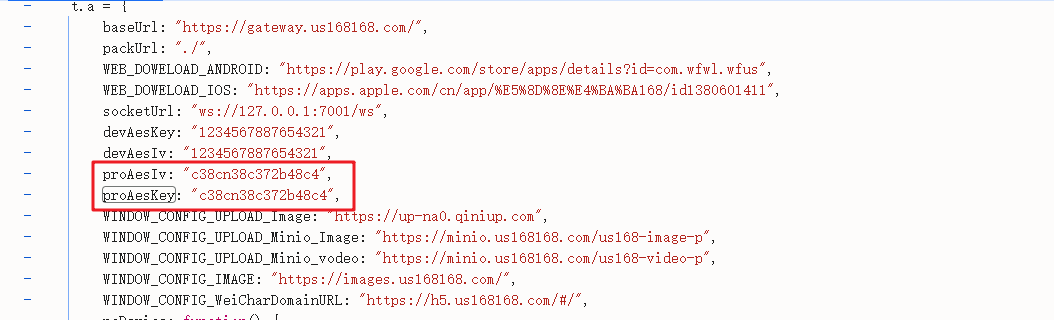 t.a = {
baseUrl: "https://gateway.us168168.com/",
packUrl: "./",
WEB_DOWELOAD_ANDROID: "https://play.google.com/store/apps/details?id=com.wfwl.wfus",
WEB_DOWELOAD_IOS: "https://apps.apple.com/cn/app/%E5%8D%8E%E4%BA%BA168/id1380601411",
socketUrl: "ws://127.0.0.1:7001/ws",
devAesKey: "1234567887654321",
devAesIv: "1234567887654321",
proAesIv: "c38cn38c372b48c4",
proAesKey: "c38cn38c372b48c4",
WINDOW_CONFIG_UPLOAD_Image: "https://up-na0.qiniup.com",
WINDOW_CONFIG_UPLOAD_Minio_Image: "https://minio.us168168.com/us168-image-p",
WINDOW_CONFIG_UPLOAD_Minio_vodeo: "https://minio.us168168.com/us168-video-p",
WINDOW_CONFIG_IMAGE: "https://images.us168168.com/",
WINDOW_CONFIG_WeiCharDomainURL: "https://h5.us168168.com/#/",